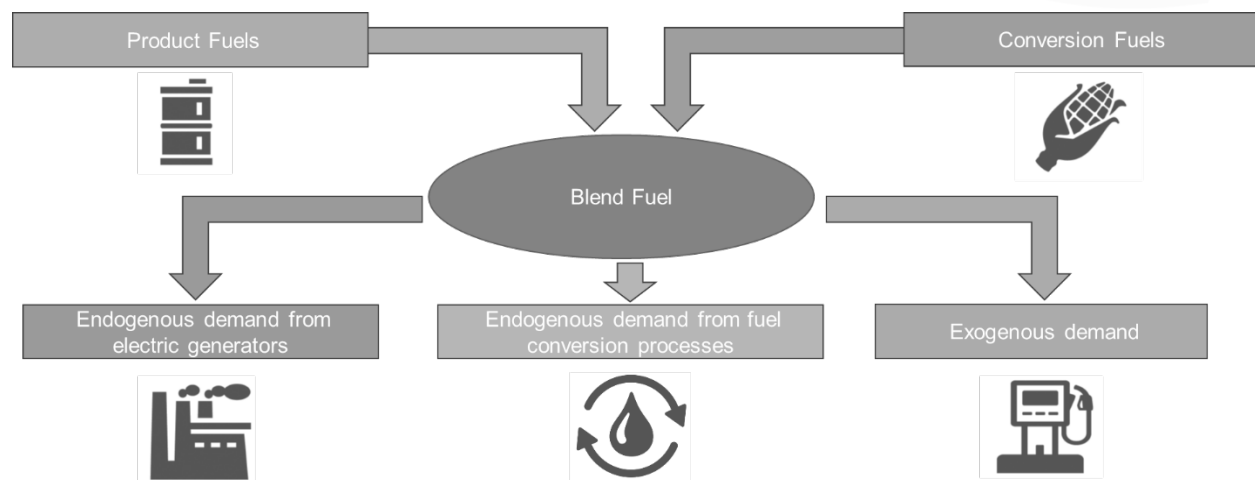 Product Fuels
Conversion Fuels
Blend Fuel
Endogenous demand from
electric generators
Endogenous demand from fuel
conversion processes
Exogenous demand